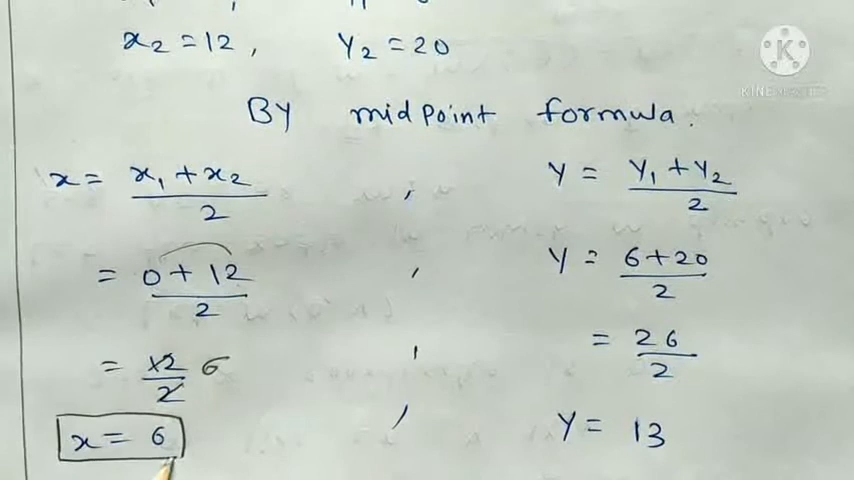 x₂ = 12 , y₂ = 20
By midpoint formula.
x = x₁ + x₂ / 2 , y = y₁ + y₂ / 2
= 0 + 12 / 2 , y = 6 + 20 / 2
= 12 / 2 6 , = 26 / 2
x = 6 , y = 13
K
KINEMASTER